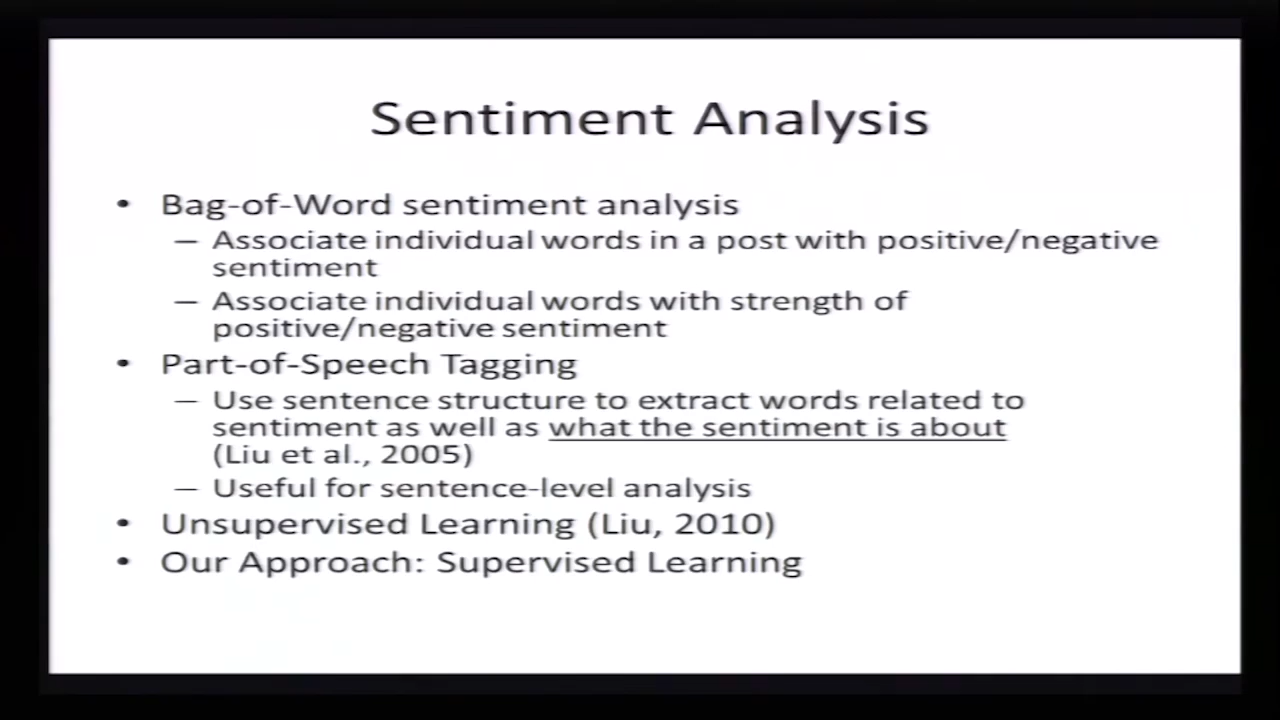 Sentiment Analysis
• Bag-of-Word sentiment analysis
– Associate individual words in a post with positive/negative
sentiment
– Associate individual words with strength of
positive/negative sentiment
• Part-of-Speech Tagging
– Use sentence structure to extract words related to
sentiment as well as what the sentiment is about
(Liu et al., 2005)
– Useful for sentence-level analysis
• Unsupervised Learning (Liu, 2010)
• Our Approach: Supervised Learning